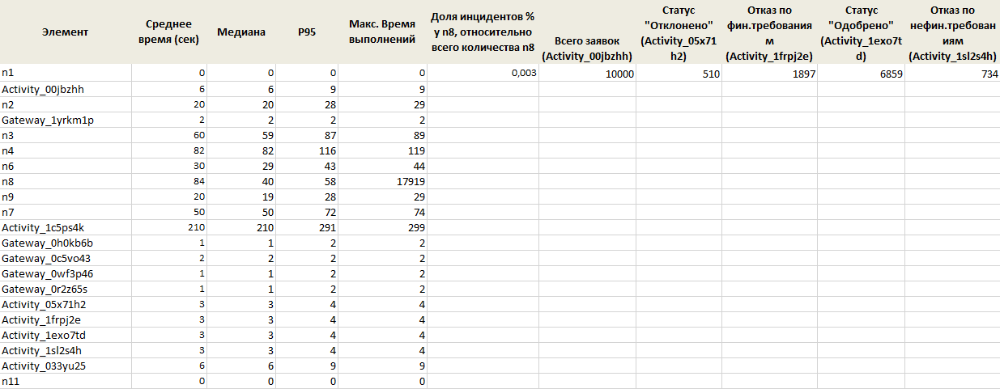 Элемент Среднее время (сек) Медиана P95 Макс. Время выполнений Доля инцидентов % у n8, относительно всего количества n8 Всего заявок (Activity_00jbzhh) Статус "Отклонено" (Activity_05x71h2) Отказ по фин.требованиям (Activity_1frpj2e) Статус "Одобрено" (Activity_1exo7td) Отказ по нефин.требованиям (Activity_1sl2s4h)
n1 0 0 0 0 0,003 10000 510 1897 6859 734
Activity_00jbzhh 6 6 9 9
n2 20 20 28 29
Gateway_1yrkm1p 2 2 2 2
n3 60 59 87 89
n4 82 82 116 119
n6 30 29 43 44
n8 84 40 58 17919
n9 20 19 28 29
n7 50 50 72 74
Activity_1c5ps4k 210 210 291 299
Gateway_0h0kb6b 1 1 2 2
Gateway_0c5vo43 2 2 2 2
Gateway_0wf3p46 1 1 2 2
Gateway_0r2z65s 1 1 2 2
Activity_05x71h2 3 3 4 4
Activity_1frpj2e 3 3 4 4
Activity_1exo7td 3 3 4 4
Activity_1sl2s4h 3 3 4 4
Activity_033yu25 6 6 9 9
n11 0 0 0 0